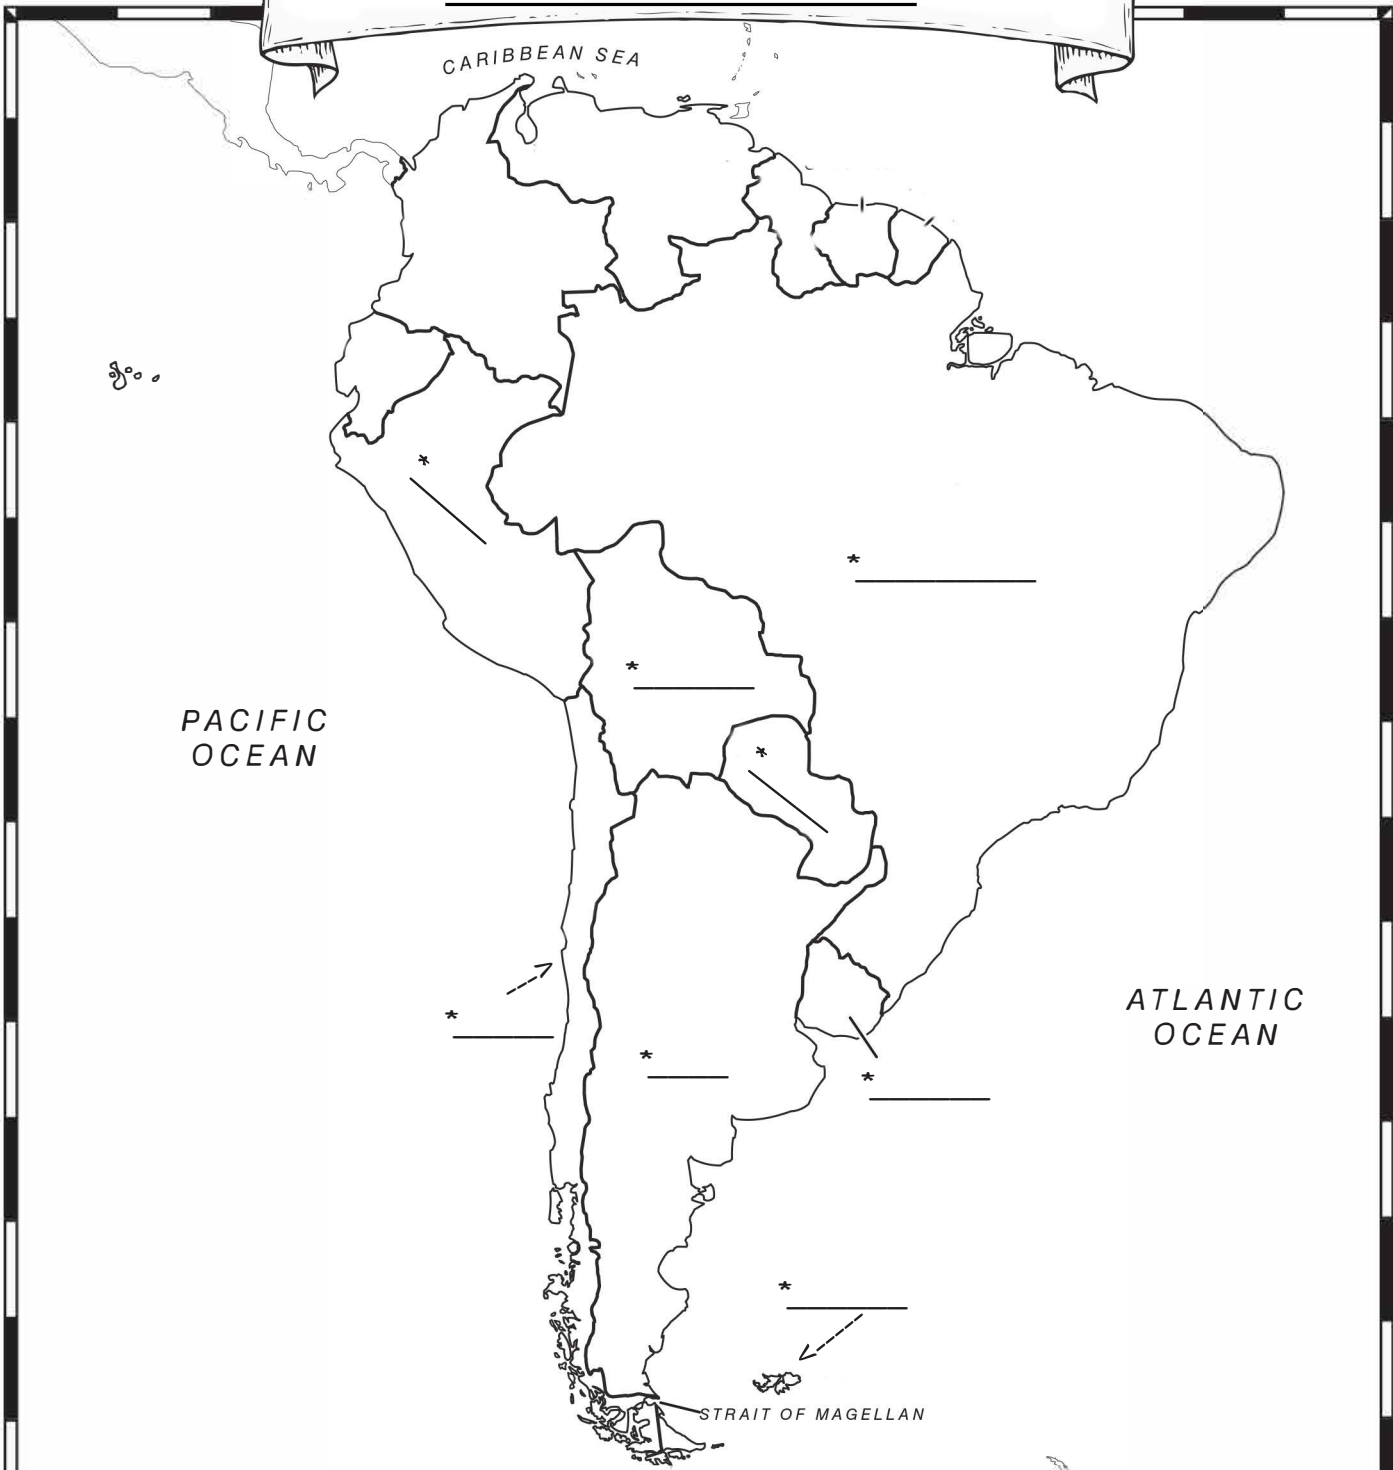 CARIBBEAN SEA
*
*
*
PACIFIC
OCEAN
*
ATLANTIC
OCEAN
*
*
*
*
STRAIT OF MAGELLAN